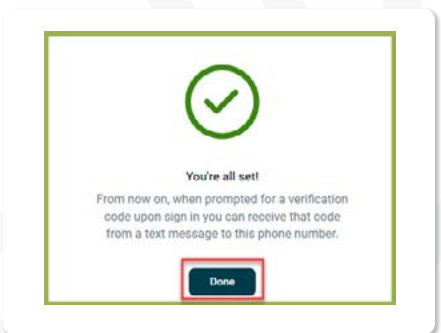 You're all set!
From now on, when prompted for a verification
code upon sign in you can receive that code
from a text message to this phone number.
Done